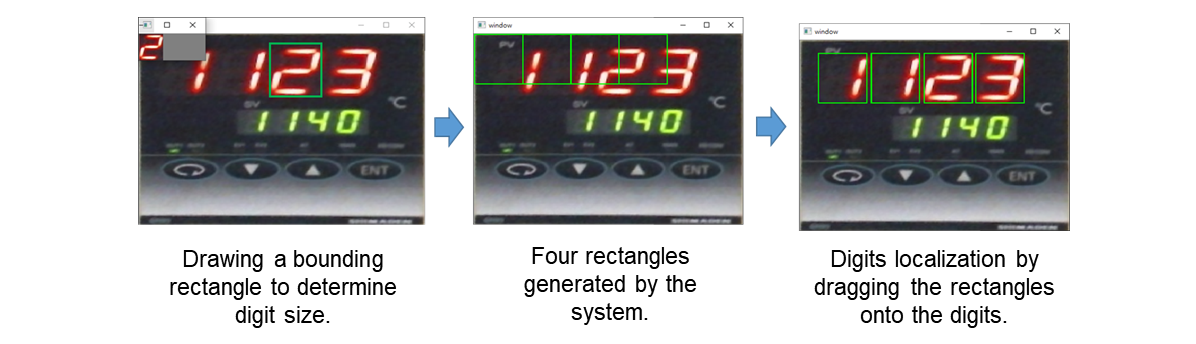 2
1123
°C
SV
1140
ENT
Drawing a bounding
rectangle to determine
digit size.
window
PV
1123
°C
SV
1140
ENT
Four rectangles
generated by the
system.
window
PV
1123
°C
SV
1140
ENT
Digits localization by
dragging the rectangles
onto the digits.